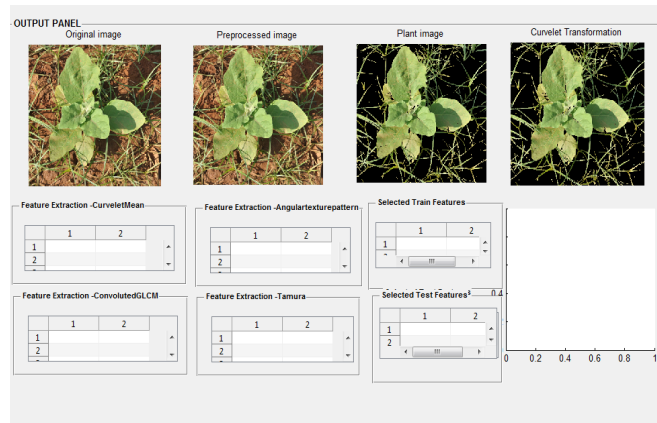 OUTPUT PANEL
Original image
Preprocessed image
Plant image
Curvelet Transformation
Feature Extraction -CurveletMean
1 2
1
2
Feature Extraction -Angulartexturepattern
1 2
1
2
Selected Train Features
1 2
1
Feature Extraction -ConvolutedGLCM
1 2
1
2
Feature Extraction -Tamura
1 2
1
2
Selected Test Features
1 2
1
2
0.4
0 0.2 0.4 0.6 0.8 1